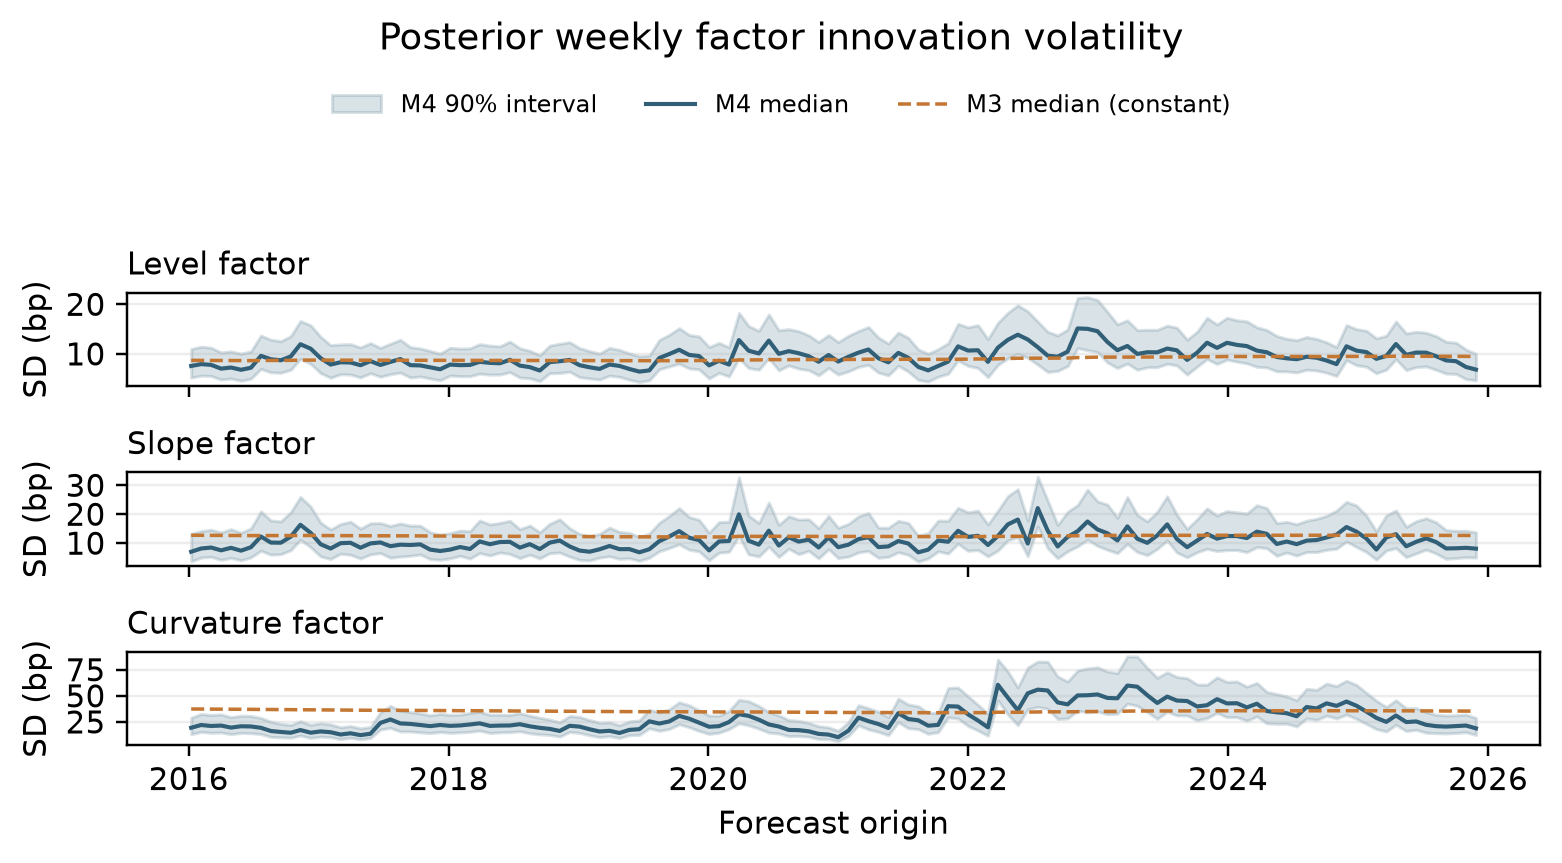 Posterior weekly factor innovation volatility
M4 90% interval M4 median M3 median (constant)
Level factor
SD (bp)
20
10
Slope factor
SD (bp)
30
20
10
Curvature factor
SD (bp)
75
50
25
2016 2018 2020 2022 2024 2026
Forecast origin